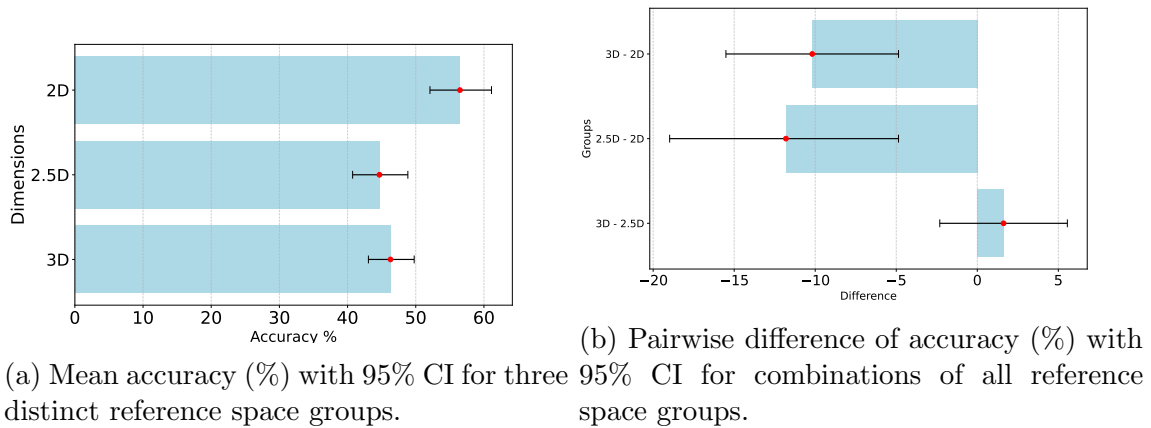 Dimensions
2D
2.5D
3D
0 10 20 30 40 50 60
Accuracy %
(a) Mean accuracy (%) with 95% CI for three
distinct reference space groups.
Groups
3D - 2D
2.5D - 2D
3D - 2.5D
−20 −15 −10 −5 0 5
Difference
(b) Pairwise difference of accuracy (%) with
95% CI for combinations of all reference
space groups.